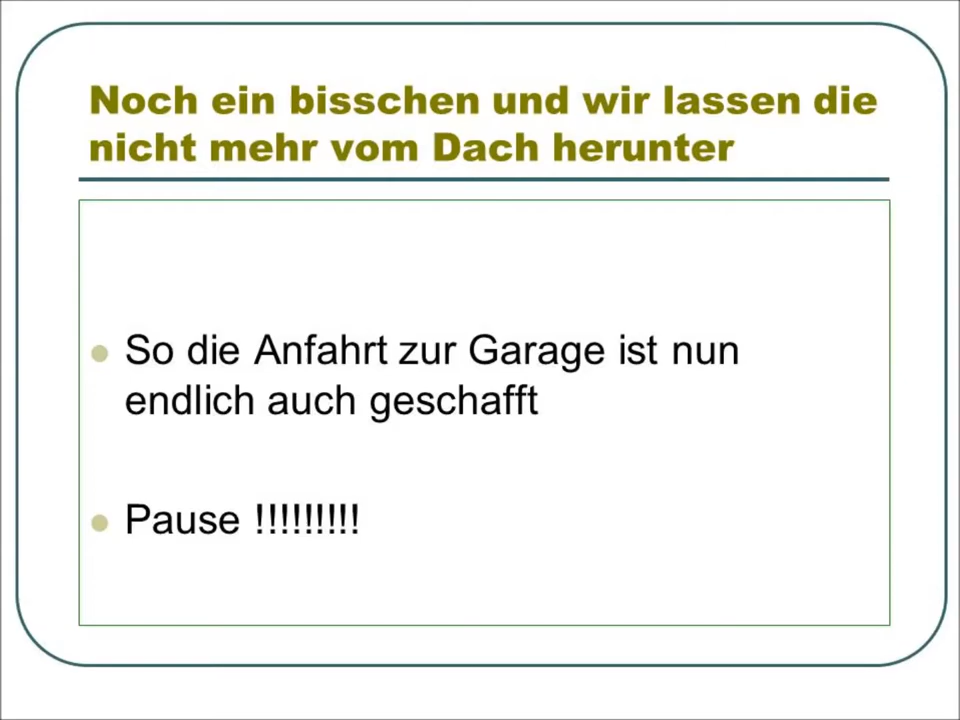 Noch ein bisschen und wir lassen die
nicht mehr vom Dach herunter
So die Anfahrt zur Garage ist nun
endlich auch geschafft
Pause !!!!!!!!!